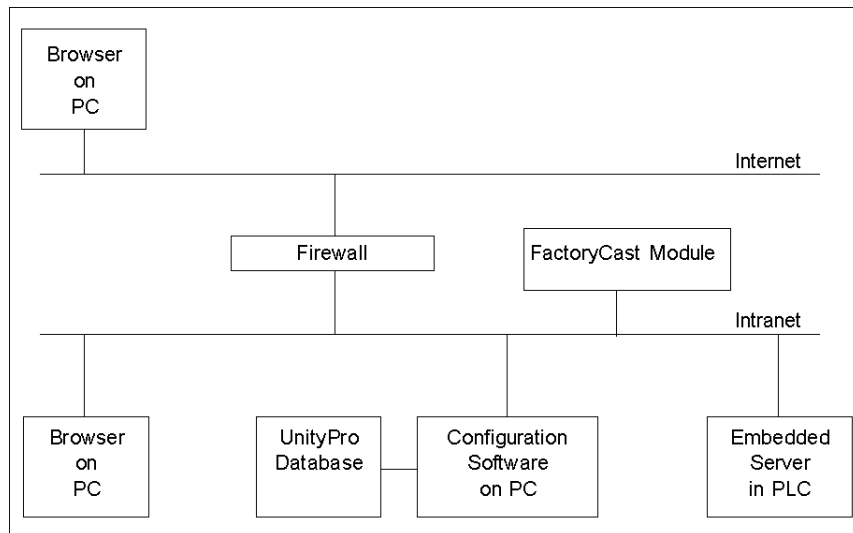 Browser
on
PC
Internet
Firewall
FactoryCast Module
Intranet
Browser
on
PC
UnityPro
Database
Configuration
Software
on PC
Embedded
Server
in PLC